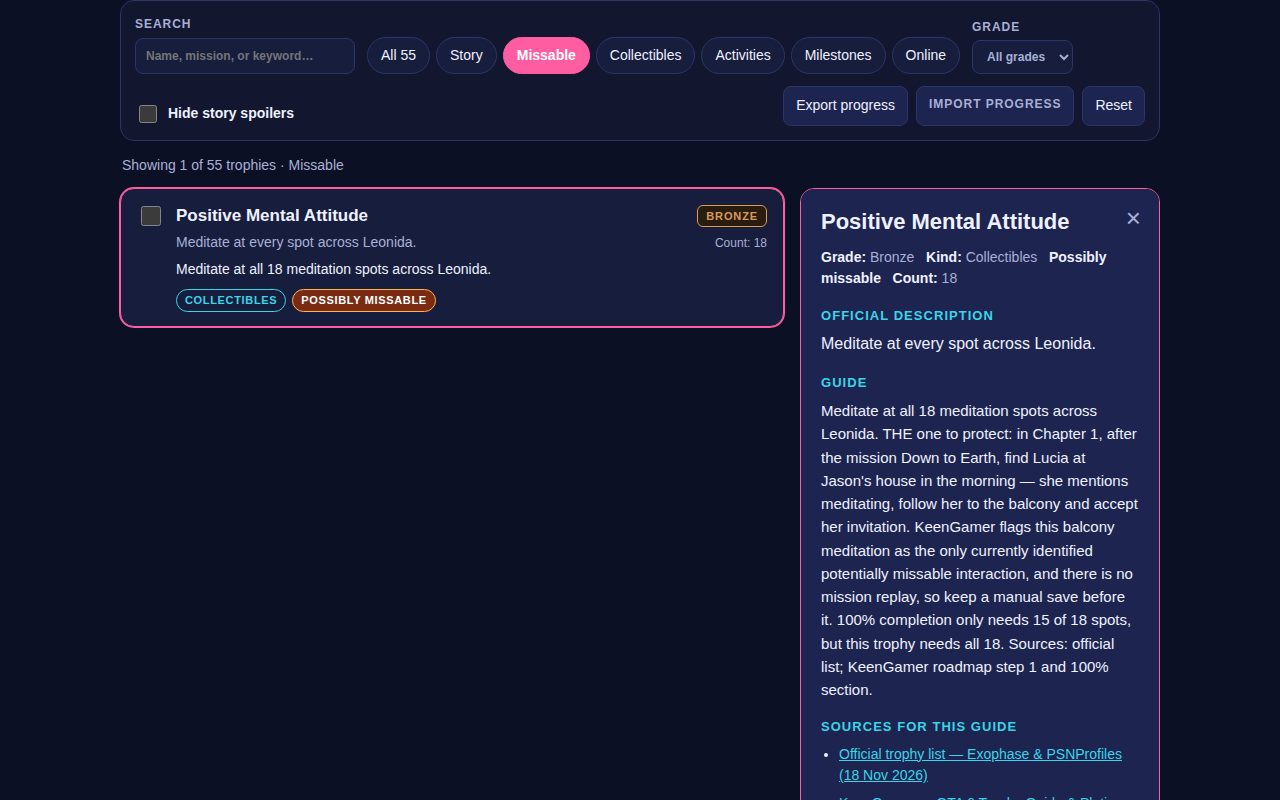 SEARCH
Name, mission, or keyword…
All 55
Story
Missable
Collectibles
Activities
Milestones
Online
GRADE
All grades
Hide story spoilers
Export progress
IMPORT PROGRESS
Reset
Showing 1 of 55 trophies · Missable
Positive Mental Attitude
BRONZE
Meditate at every spot across Leonida.
Count: 18
Meditate at all 18 meditation spots across Leonida.
COLLECTIBLES
POSSIBLY MISSABLE
Positive Mental Attitude
✕
Grade: Bronze Kind: Collectibles Possibly
missable Count: 18
OFFICIAL DESCRIPTION
Meditate at every spot across Leonida.
GUIDE
Meditate at all 18 meditation spots across
Leonida. THE one to protect: in Chapter 1, after
the mission Down to Earth, find Lucia at
Jason's house in the morning — she mentions
meditating, follow her to the balcony and accept
her invitation. KeenGamer flags this balcony
meditation as the only currently identified
potentially missable interaction, and there is no
mission replay, so keep a manual save before
it. 100% completion only needs 15 of 18 spots,
but this trophy needs all 18. Sources: official
list; KeenGamer roadmap step 1 and 100%
section.
SOURCES FOR THIS GUIDE
• Official trophy list — Exophase & PSNProfiles
(18 Nov 2026)